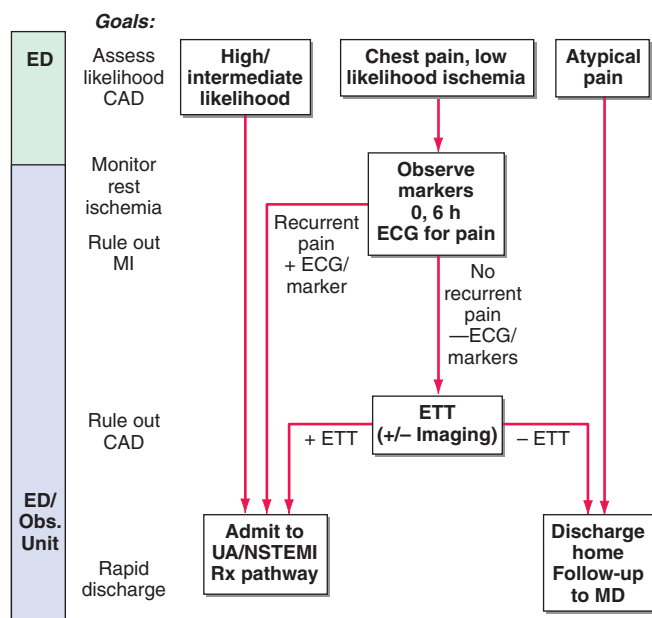 Goals:
ED
Assess
likelihood
CAD
High/
intermediate
likelihood
Chest pain, low
likelihood ischemia
Atypical
pain
Monitor
rest
ischemia
Rule out
MI
Observe
markers
0, 6 h
ECG for pain
Recurrent
pain
+ ECG/
marker
No
recurrent
pain
—ECG/
markers
Rule out
CAD
ETT
(+/– Imaging)
+ ETT
– ETT
ED/
Obs.
Unit
Rapid
discharge
Admit to
UA/NSTEMI
Rx pathway
Discharge
home
Follow-up
to MD